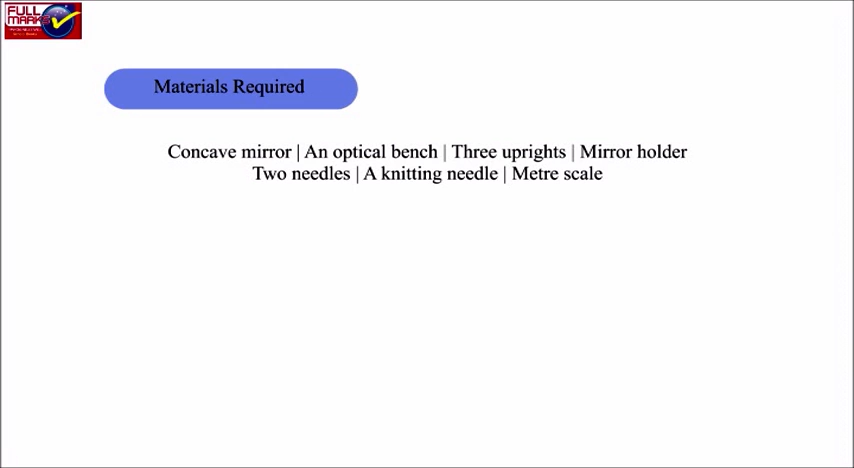 FULL
MARKS
Materials Required
Concave mirror | An optical bench | Three uprights | Mirror holder
Two needles | A knitting needle | Metre scale